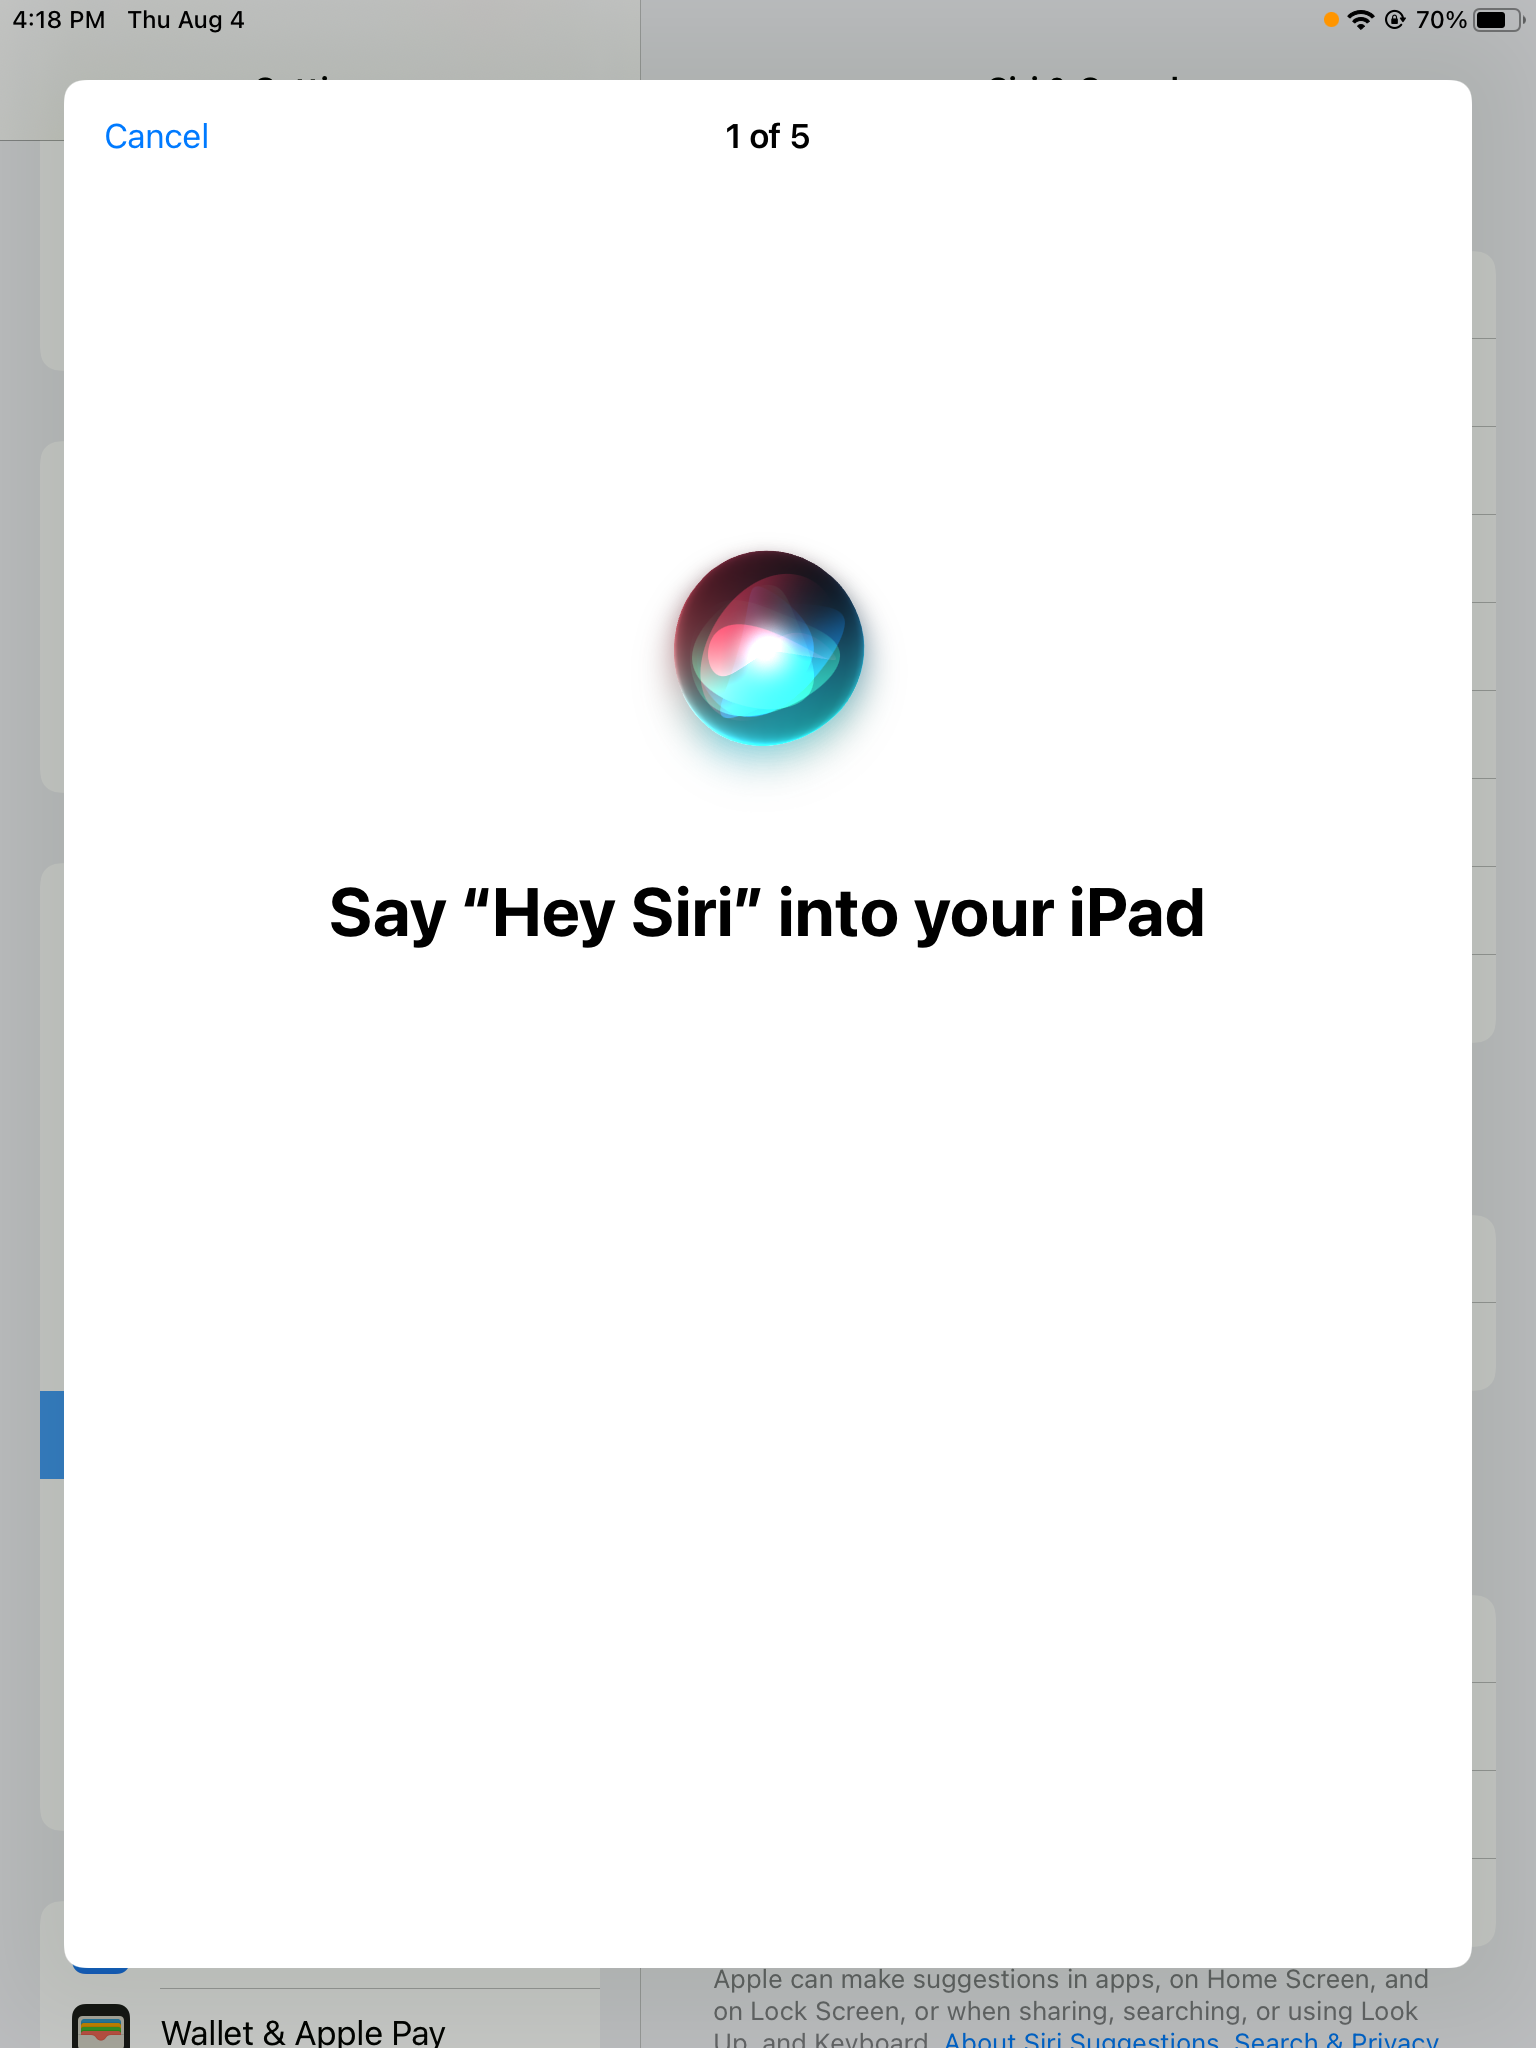 4:18 PM Thu Aug 4 70%
Cancel 1 of 5
Say “Hey Siri” into your iPad
Wallet & Apple Pay
Apple can make suggestions in apps, on Home Screen, and
on Lock Screen, or when sharing, searching, or using Look
Up, and Keyboard. About Siri Suggestions, Search & Privacy